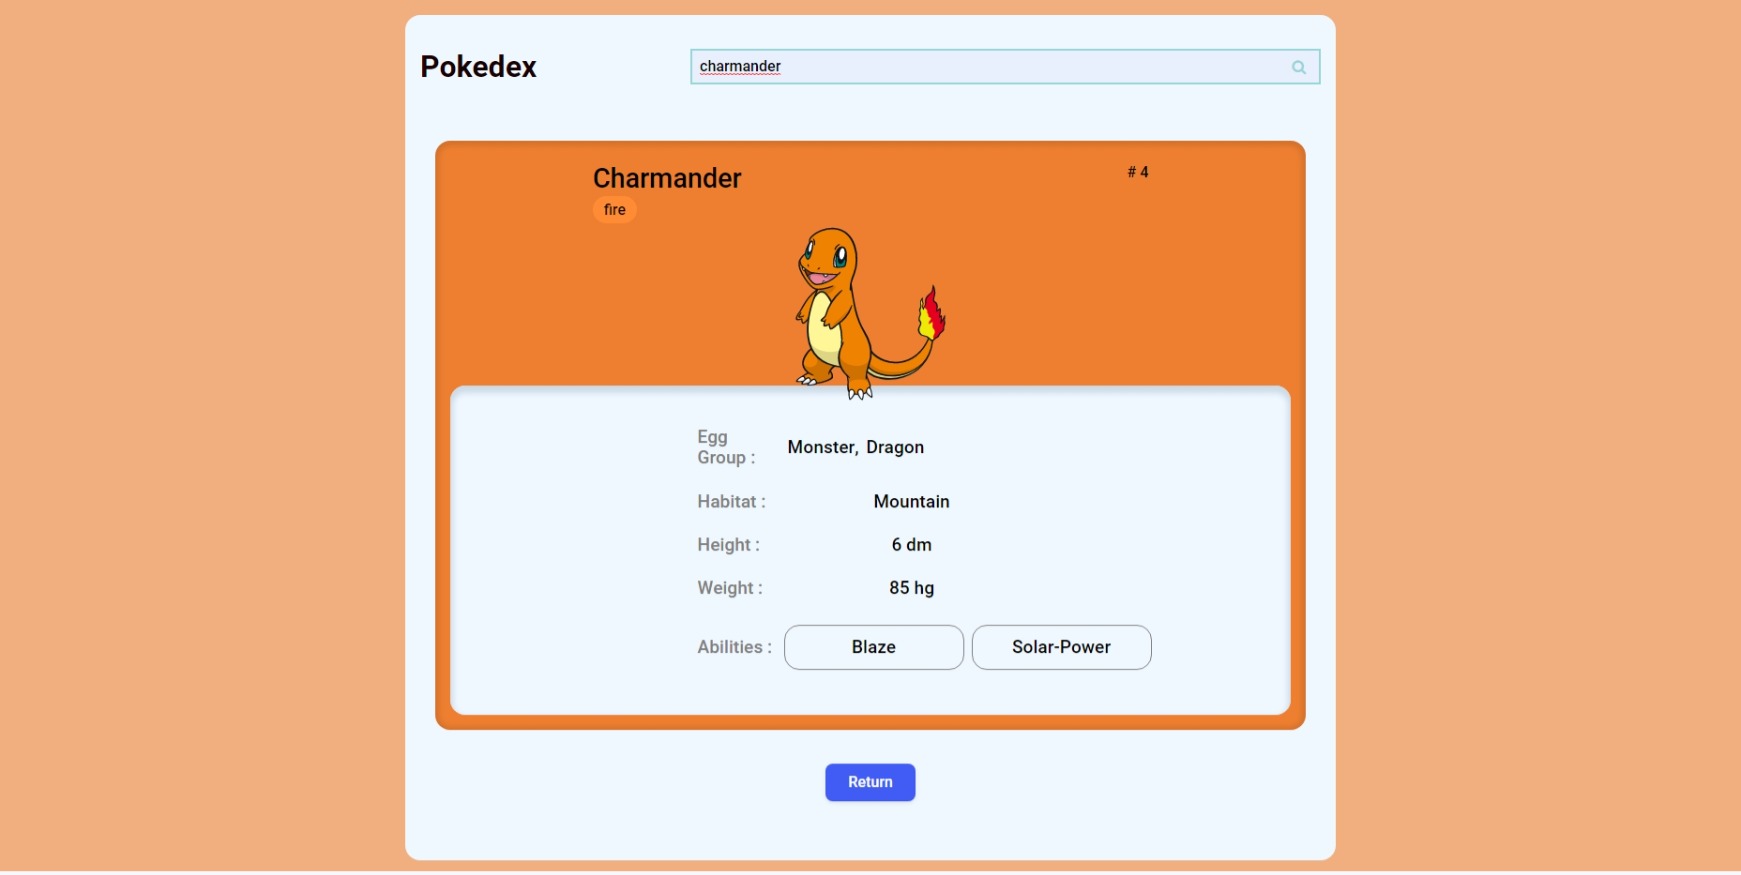 Pokedex
charmander
Charmander
# 4
fire
Egg
Group :
Monster, Dragon
Habitat :
Mountain
Height :
6 dm
Weight :
85 hg
Abilities :
Blaze
Solar-Power
Return